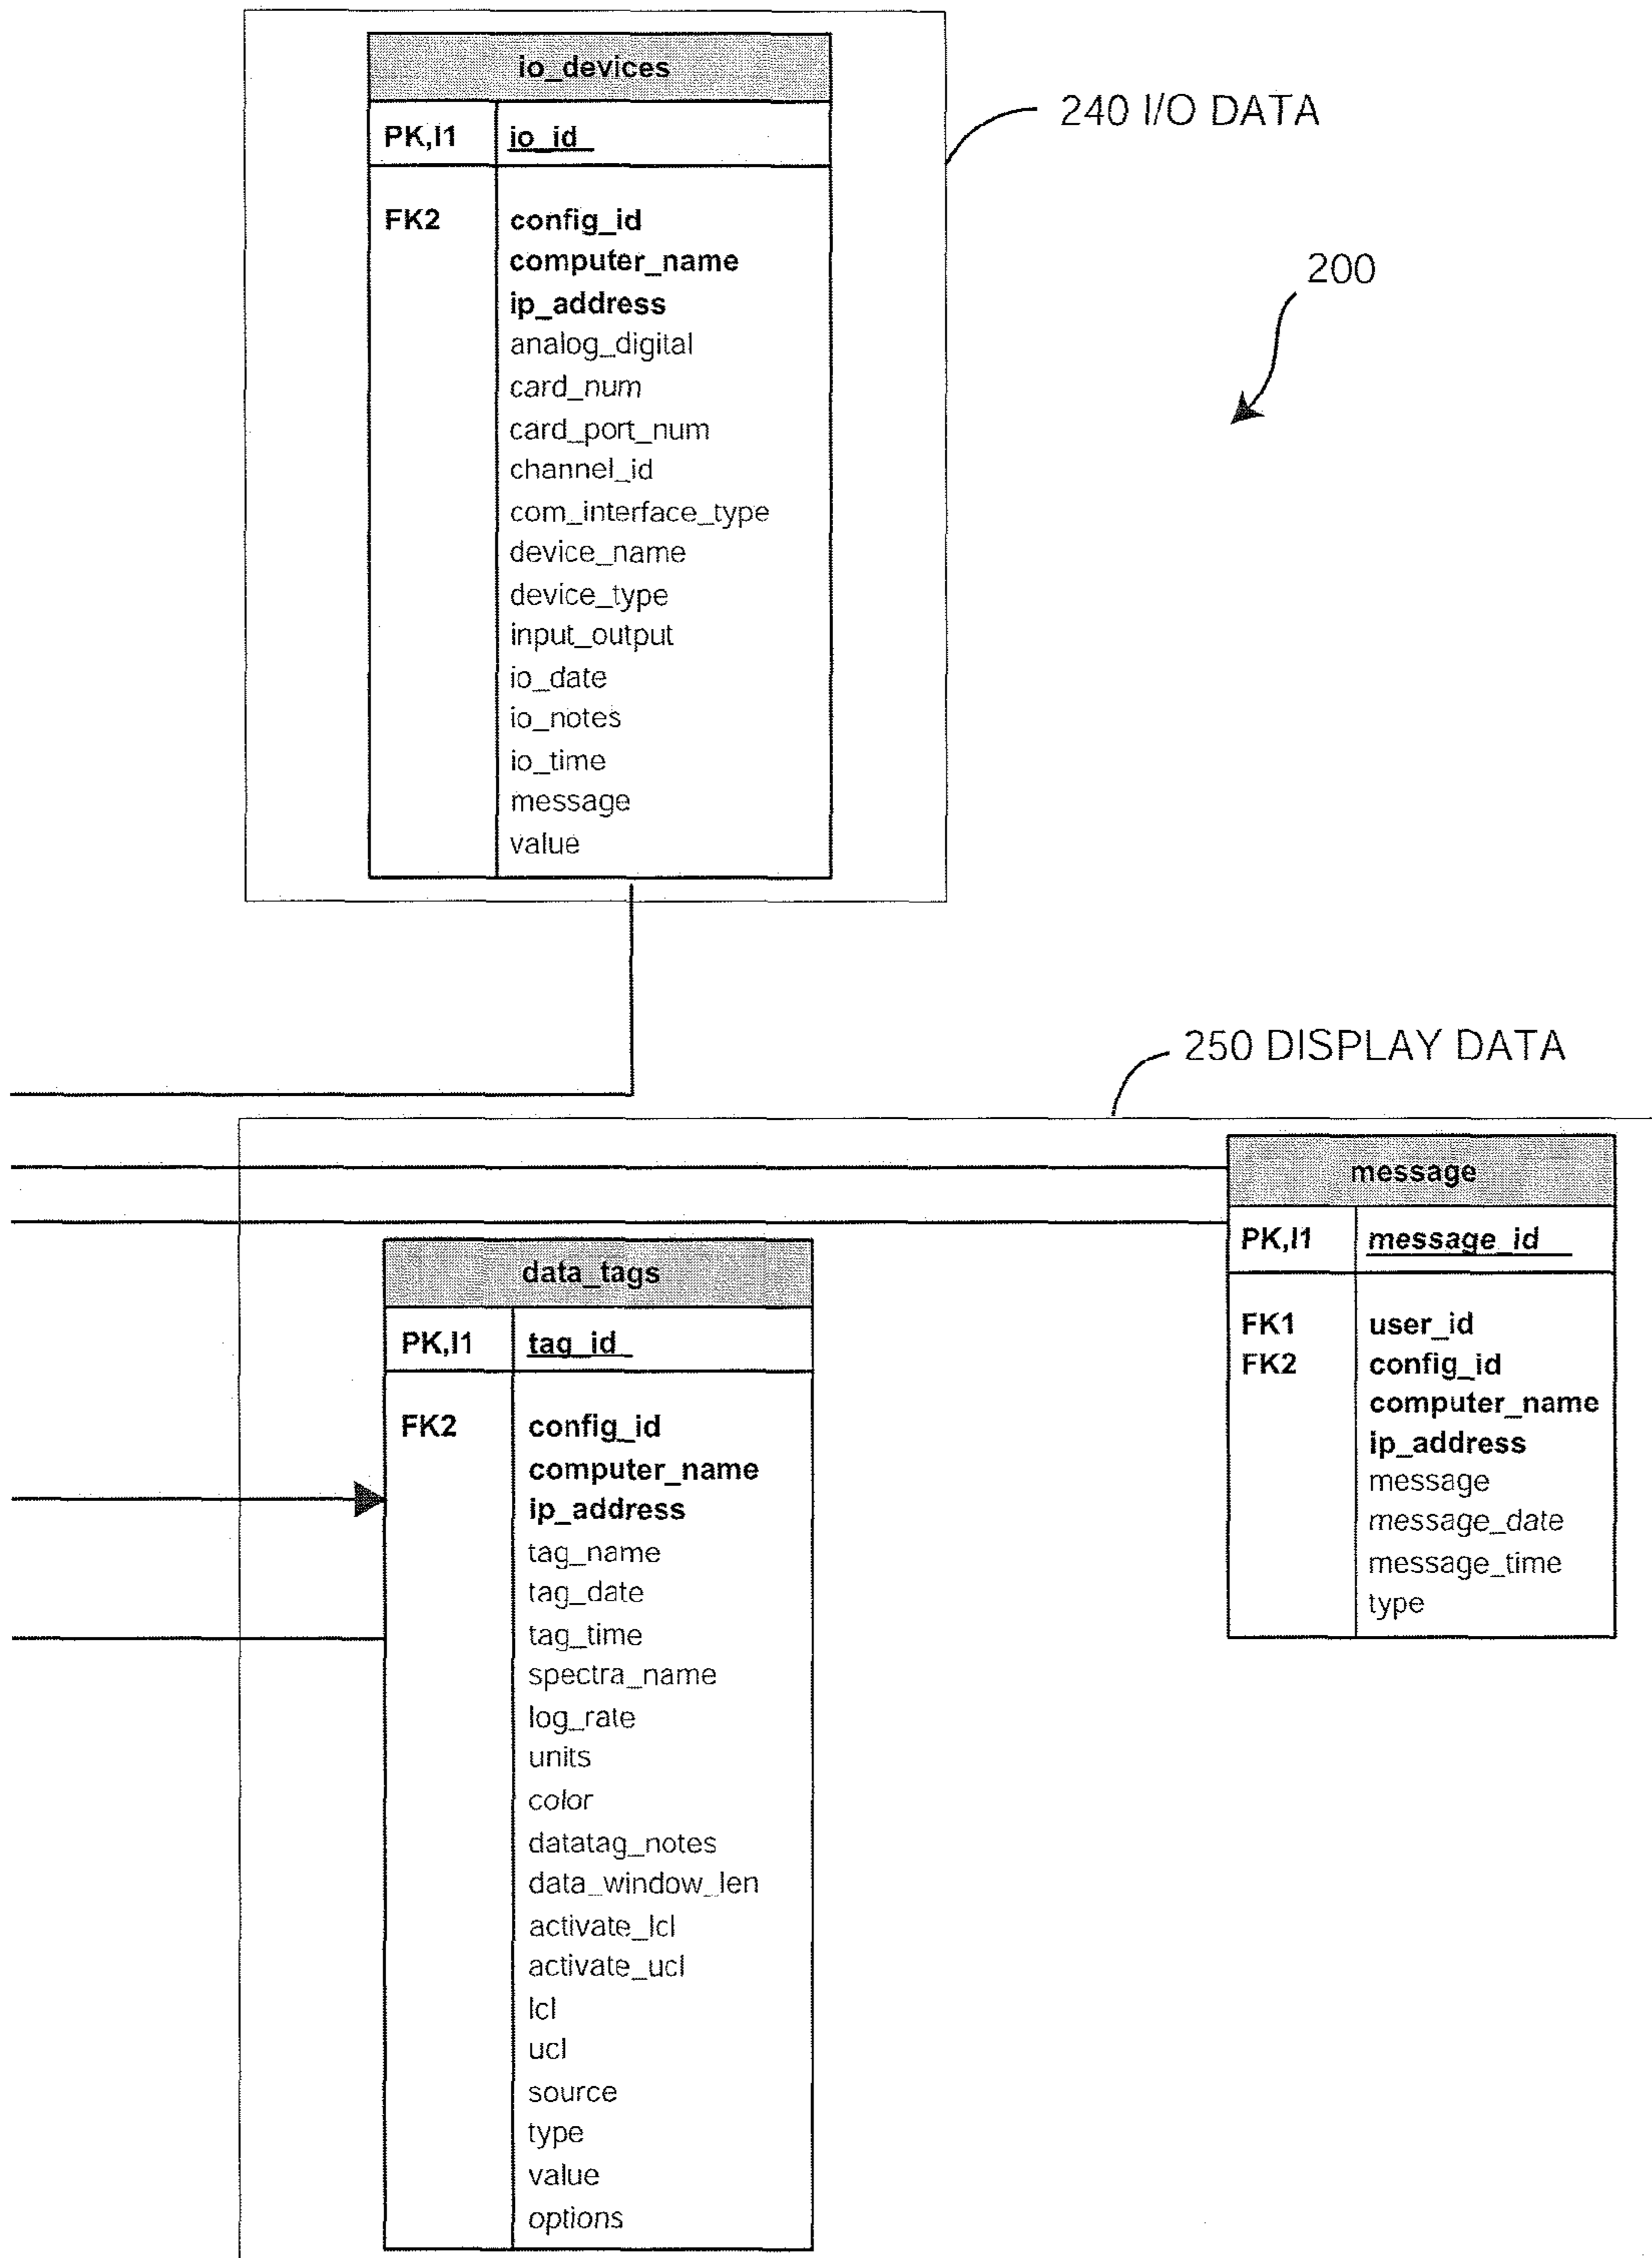 io_devices
PK,I1 io_id
240 I/O DATA
FK2 config_id
computer_name
ip_address
analog_digital
card_num
card_port_num
channel_id
com_interface_type
device_name
device_type
input_output
io_date
io_notes
io_time
message
value
200
250 DISPLAY DATA
message
PK,I1 message_id
FK1 user_id
FK2 config_id
computer_name
ip_address
message
message_date
message_time
type
data_tags
PK,I1 tag_id
FK2 config_id
computer_name
ip_address
tag_name
tag_date
tag_time
spectra_name
log_rate
units
color
datatag_notes
data_window_len
activate_lcl
activate_ucl
lcl
ucl
source
type
value
options